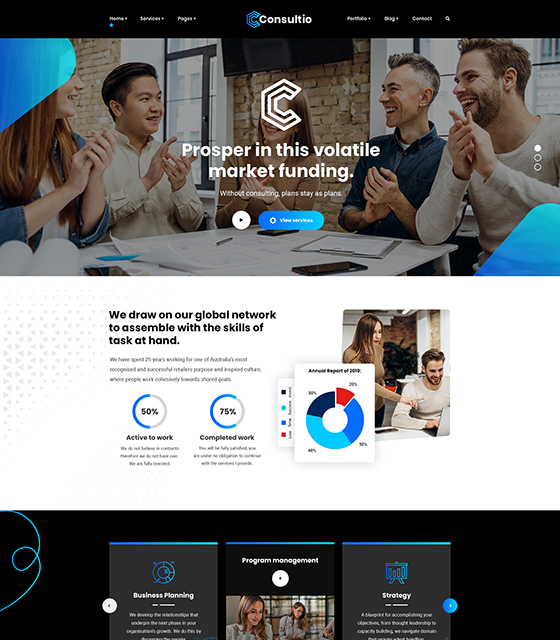 Home +
Services +
Pages +
Consultio
Portfolio +
Blog +
Contact
Prosper in this volatile
market funding.
Without consulting, plans stay as plans.
View services
We draw on our global network
to assemble with the skills of
task at hand.
We have spent 25 years working for one of Australia's most
recognised and successful retailers purpose and inspired culture,
where people work cohesively towards shared goals.
50%
Active to work
We do not believe in contracts
therefore we do not have one.
We are fully invested.
75%
Completed work
You will be fully satisfied, you
are under no obligation to continue
with the services I provide.
Annual Report of 2019:
20%
30%
30%
40%
Business Planning
We develop the relationships that
underpin the next phase in your
organisation's growth. We do this by
discerning the people
Program management
+
Strategy
A blueprint for accomplishing your
objectives, from thought leadership to
capacity building, we navigate domain